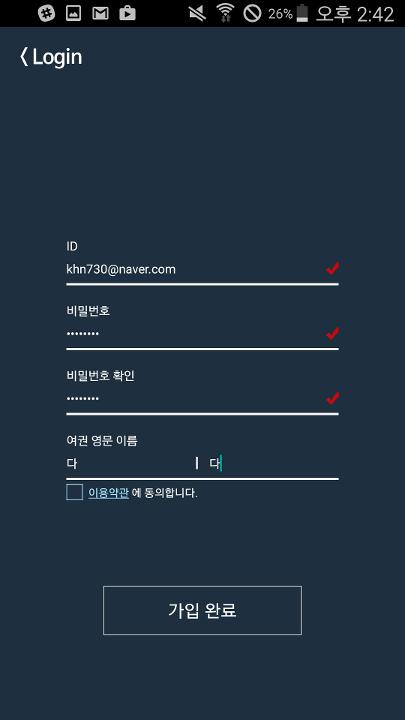 26% 오후 2:42
Login
ID
khn730@naver.com
비밀번호
••••••••
비밀번호 확인
••••••••
여권 영문 이름
다 | 다
이용약관 에 동의합니다.
가입 완료